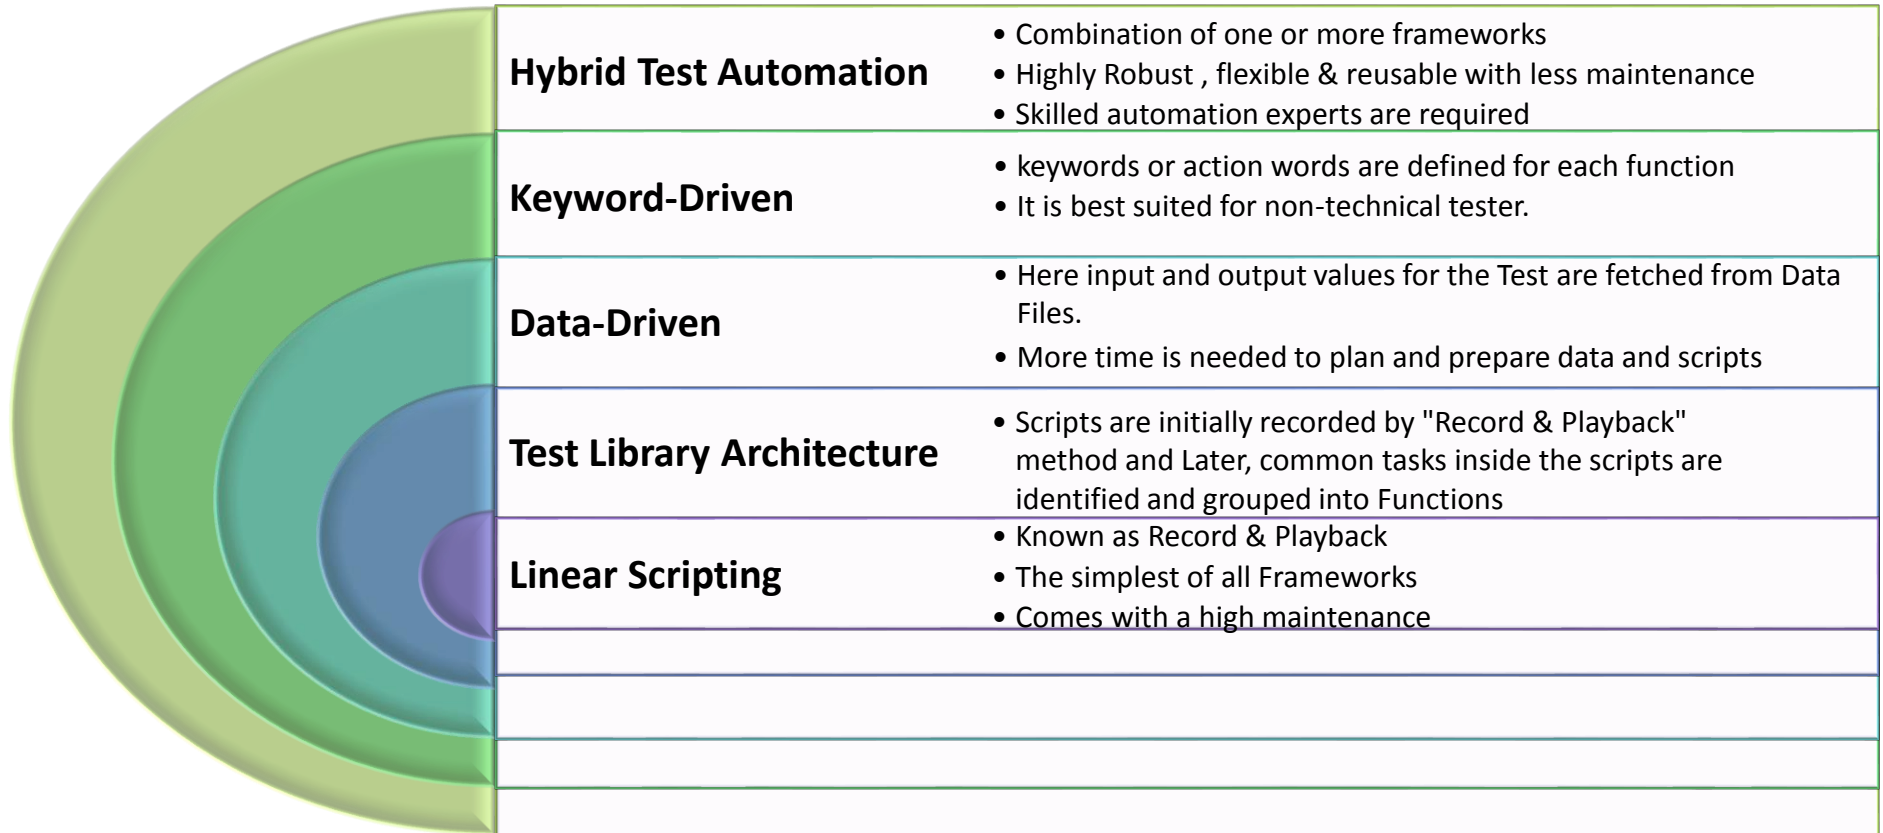 Hybrid Test Automation
• Combination of one or more frameworks
• Highly Robust , flexible & reusable with less maintenance
• Skilled automation experts are required
Keyword-Driven
• keywords or action words are defined for each function
• It is best suited for non-technical tester.
Data-Driven
• Here input and output values for the Test are fetched from Data
Files.
• More time is needed to plan and prepare data and scripts
Test Library Architecture
• Scripts are initially recorded by "Record & Playback"
method and Later, common tasks inside the scripts are
identified and grouped into Functions
Linear Scripting
• Known as Record & Playback
• The simplest of all Frameworks
• Comes with a high maintenance